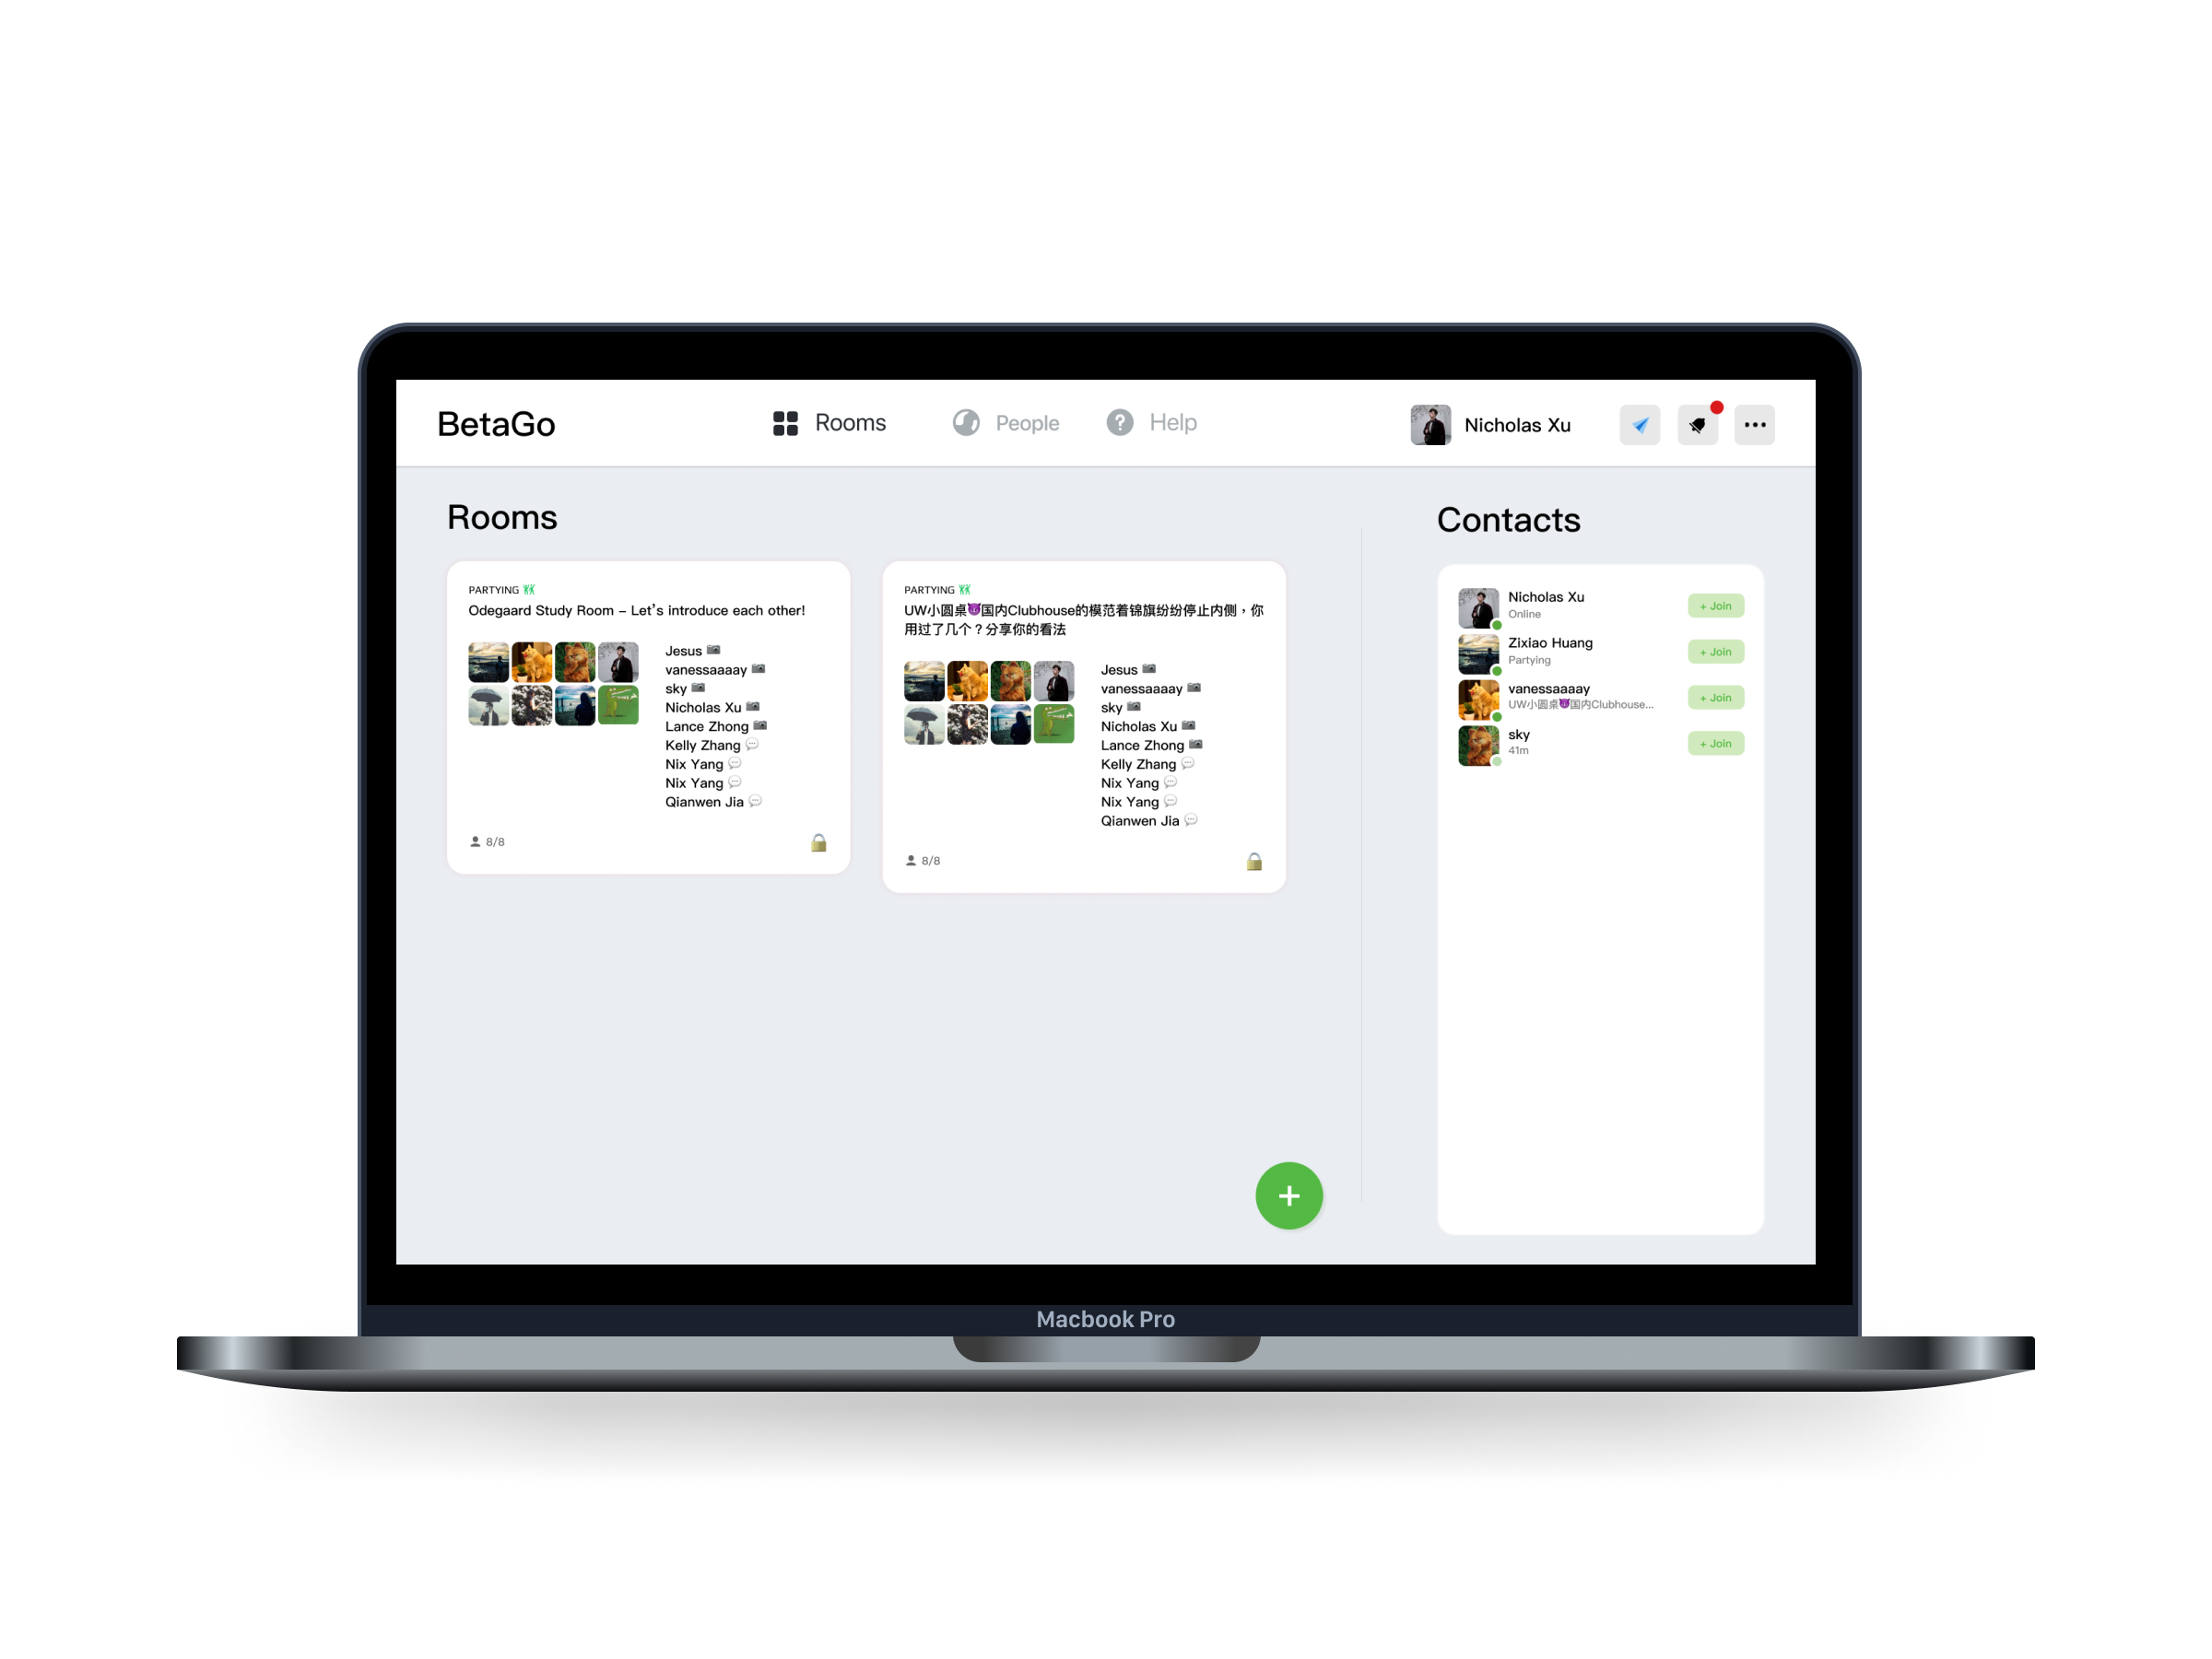 BetaGo
Rooms
People
Help
Nicholas Xu
Rooms
PARTYING
Odegaard Study Room – Let's introduce each other!
Jesus
vanessaaaay
sky
Nicholas Xu
Lance Zhong
Kelly Zhang
Nix Yang
Nix Yang
Qianwen Jia
8/8
PARTYING
UW小圆桌😈国内Clubhouse的模范着锦旗纷纷停止内侧，你
用过了几个？分享你的看法
Jesus
vanessaaaay
sky
Nicholas Xu
Lance Zhong
Kelly Zhang
Nix Yang
Nix Yang
Qianwen Jia
8/8
+
Contacts
Nicholas Xu
Online
+ Join
Zixiao Huang
Partying
+ Join
vanessaaaay
UW小圆桌😈国内Clubhouse...
+ Join
sky
41m
+ Join
Macbook Pro